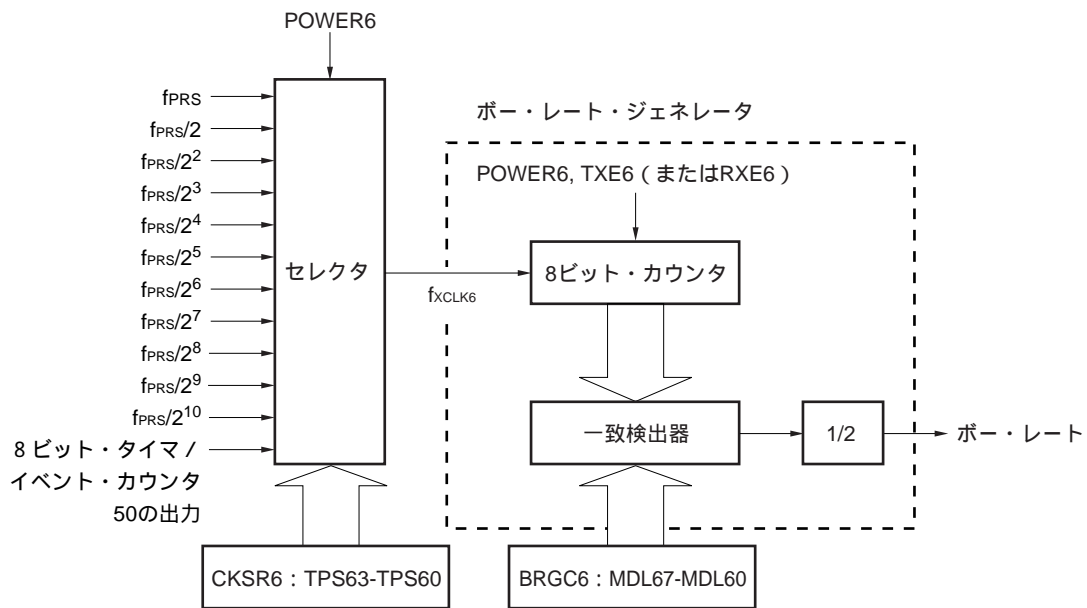 POWER6
fPRS
fPRS/2
fPRS/2²
fPRS/2³
fPRS/2⁴
fPRS/2⁵
fPRS/2⁶
fPRS/2⁷
fPRS/2⁸
fPRS/2⁹
fPRS/2¹⁰
8 ビット・タイマ /
イベント・カウンタ
50の出力
セレクタ
fXCLK6
CKSR6：TPS63-TPS60
ボー・レート・ジェネレータ
POWER6, TXE6（またはRXE6）
8ビット・カウンタ
一致検出器
1/2
ボー・レート
BRGC6：MDL67-MDL60